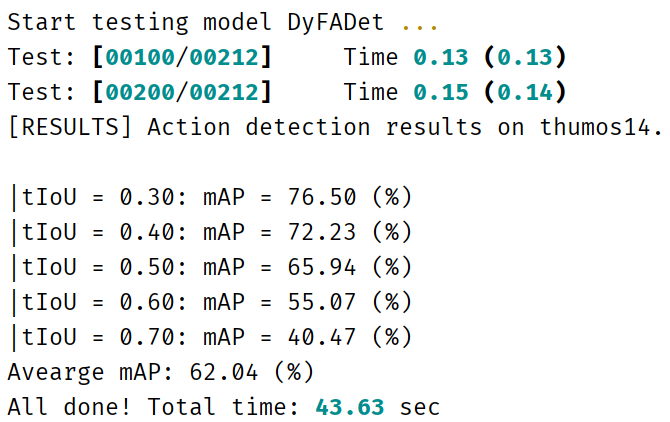 Start testing model DyFADet ...
Test: [00100/00212]     Time 0.13 (0.13)
Test: [00200/00212]     Time 0.15 (0.14)
[RESULTS] Action detection results on thumos14.
|tIoU = 0.30: mAP = 76.50 (%)
|tIoU = 0.40: mAP = 72.23 (%)
|tIoU = 0.50: mAP = 65.94 (%)
|tIoU = 0.60: mAP = 55.07 (%)
|tIoU = 0.70: mAP = 40.47 (%)
Avearge mAP: 62.04 (%)
All done! Total time: 43.63 sec